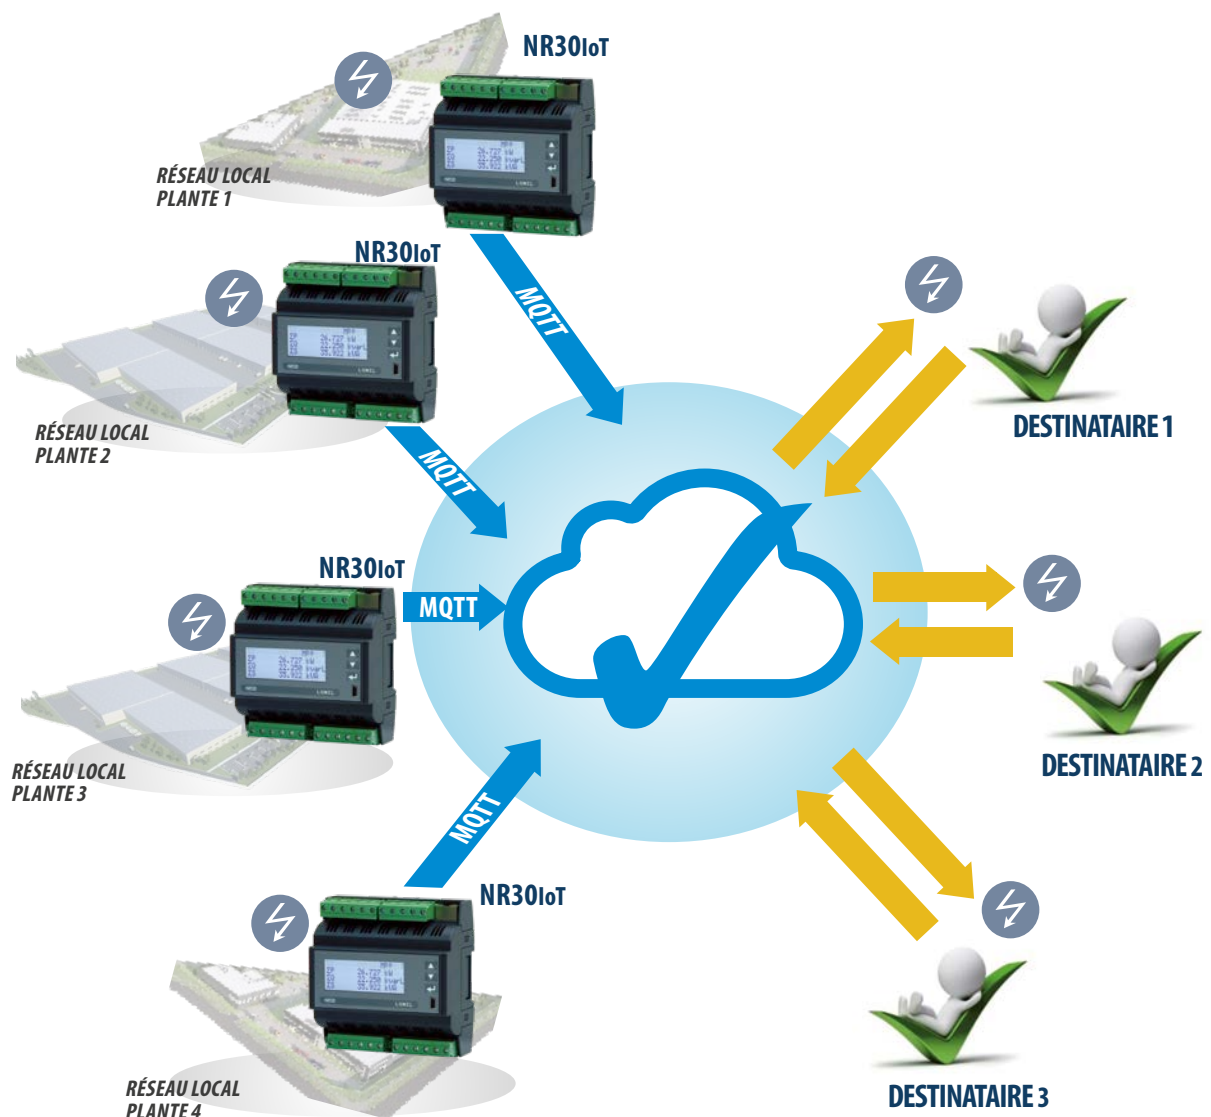 NR30IoT
RÉSEAU LOCAL
PLANTE 1
MQTT
NR30IoT
RÉSEAU LOCAL
PLANTE 2
MQTT
DESTINATAIRE 1
NR30IoT
MQTT
RÉSEAU LOCAL
PLANTE 3
DESTINATAIRE 2
MQTT
NR30IoT
RÉSEAU LOCAL
PLANTE 4
DESTINATAIRE 3